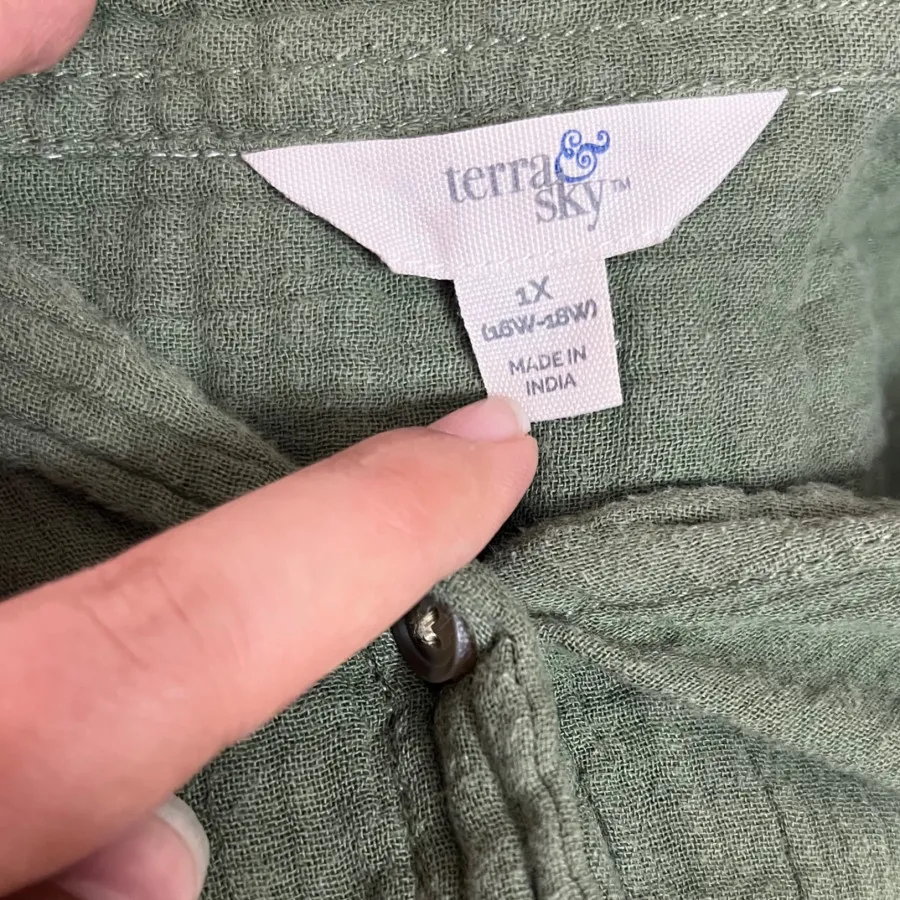 terra &
sky™
1X
(16W-18W)
MADE IN
INDIA